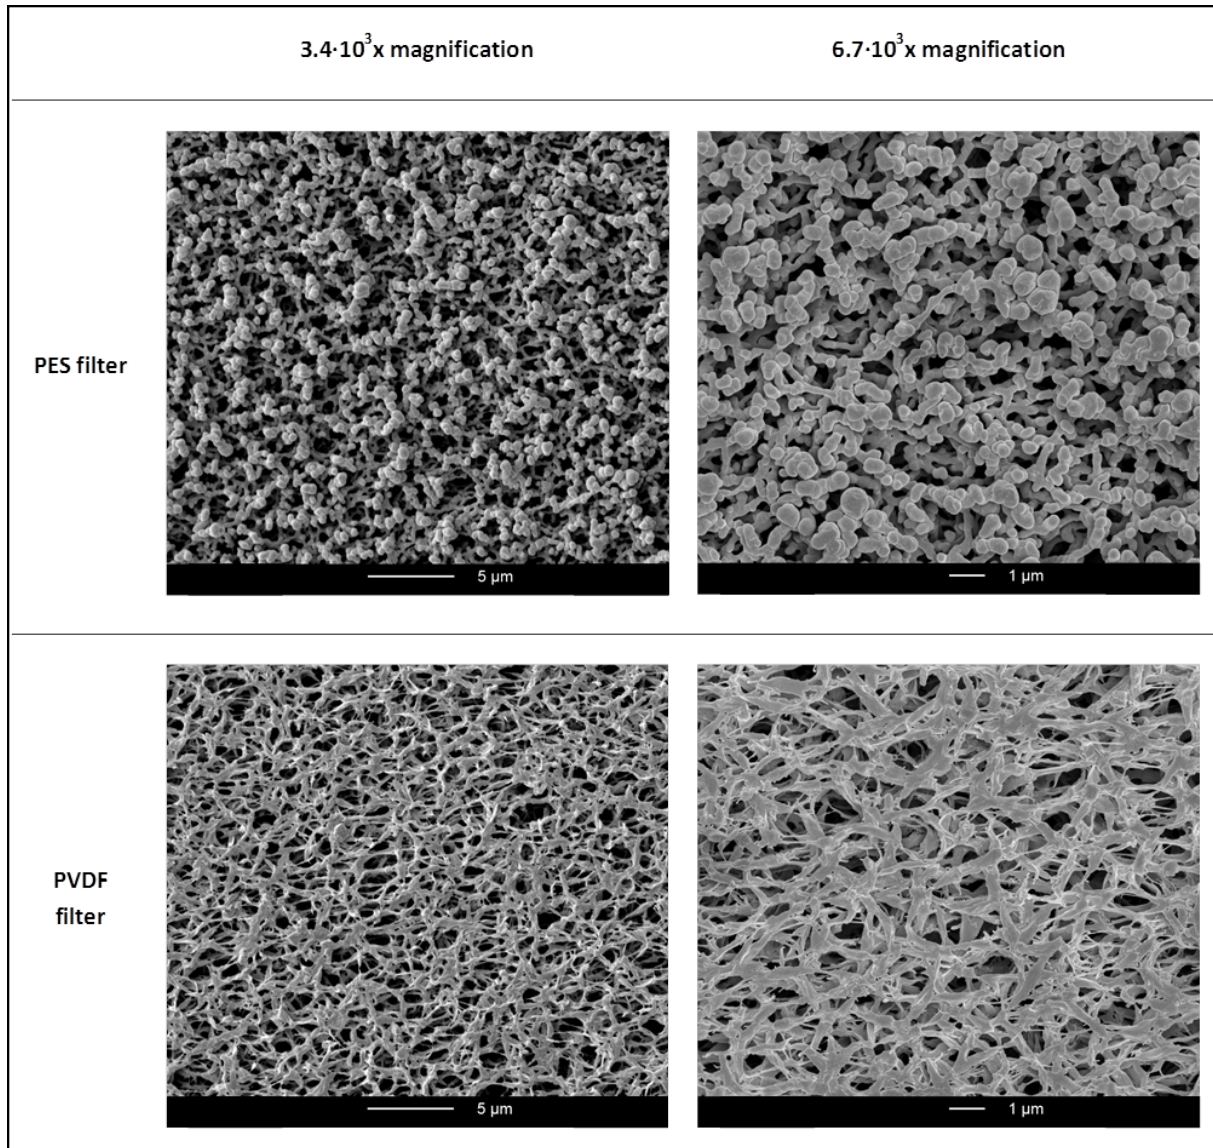 3.4·10³x magnification
6.7·10³x magnification
PES filter
5 µm
1 µm
PVDF
filter
5 µm
1 µm